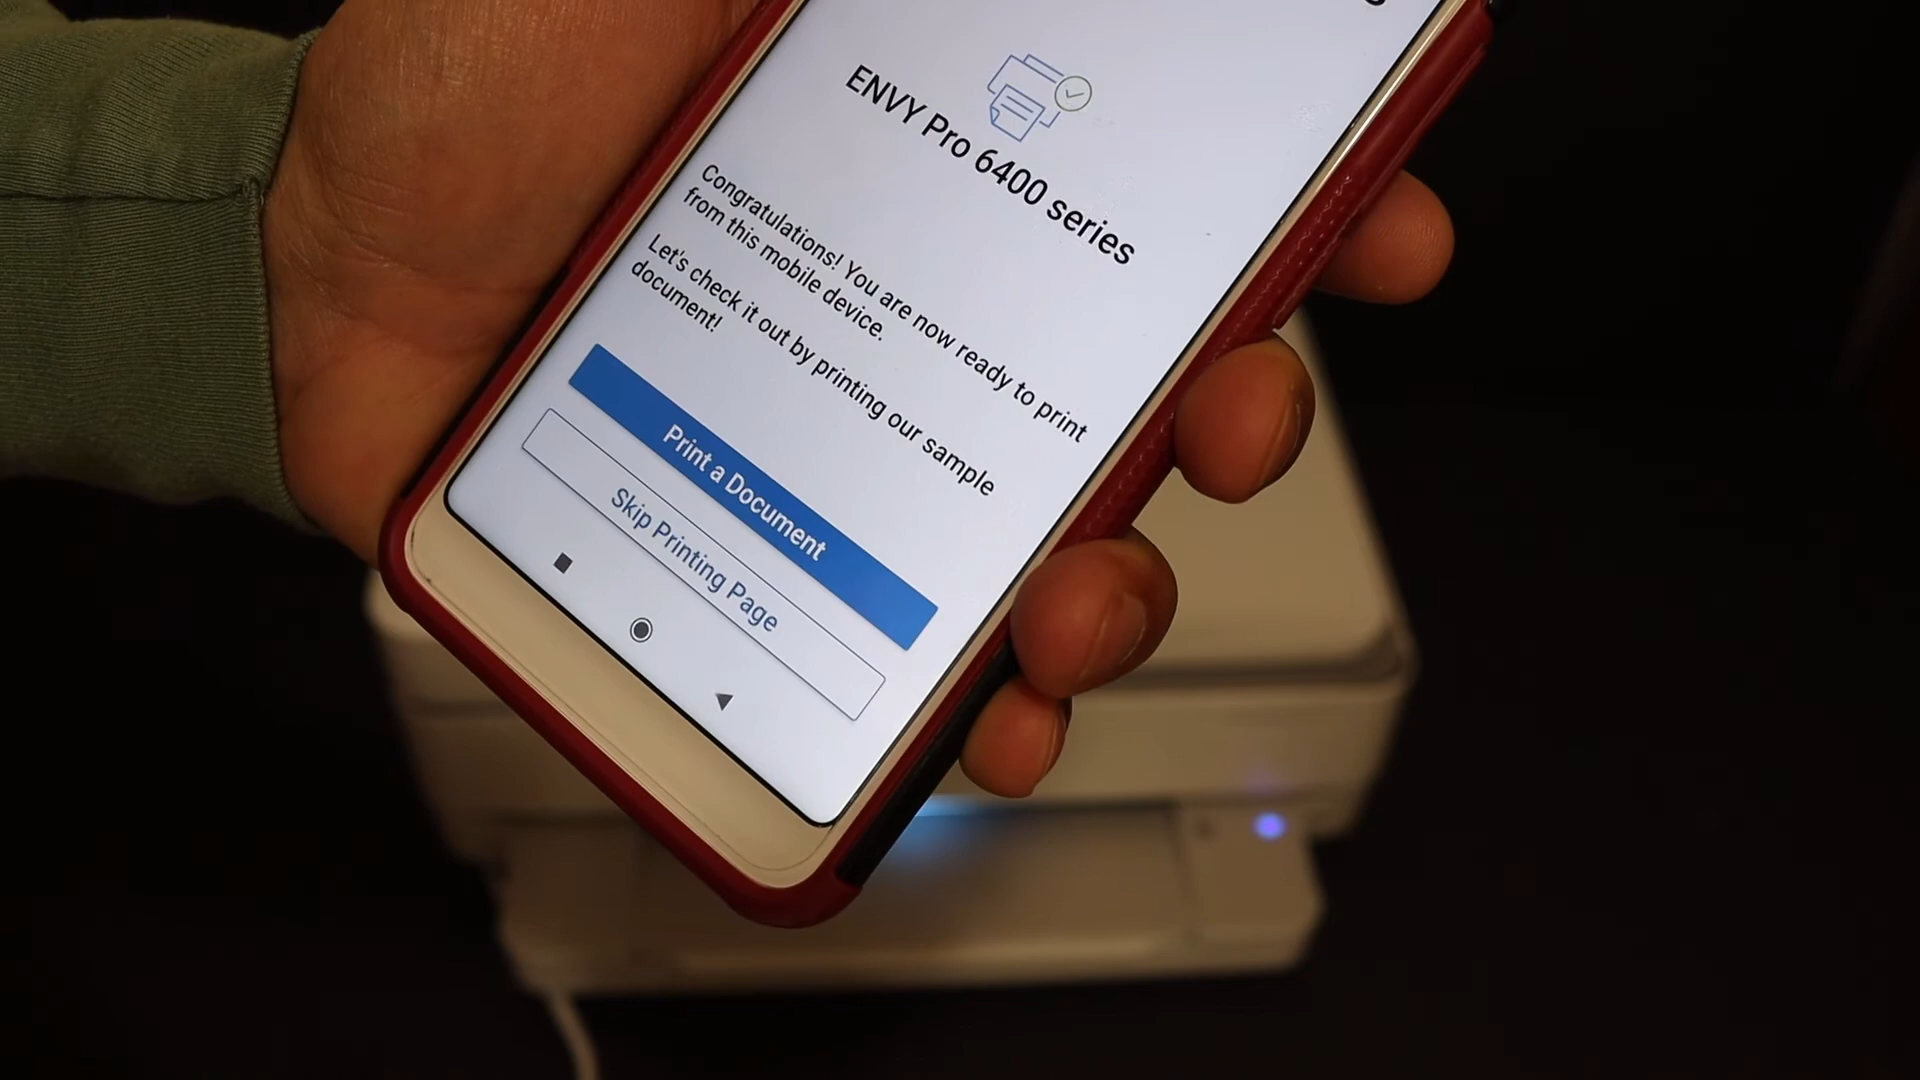 ENVY Pro 6400 series
Congratulations! You are now ready to print
from this mobile device.
Let's check it out by printing our sample
document!
Print a Document
Skip Printing Page